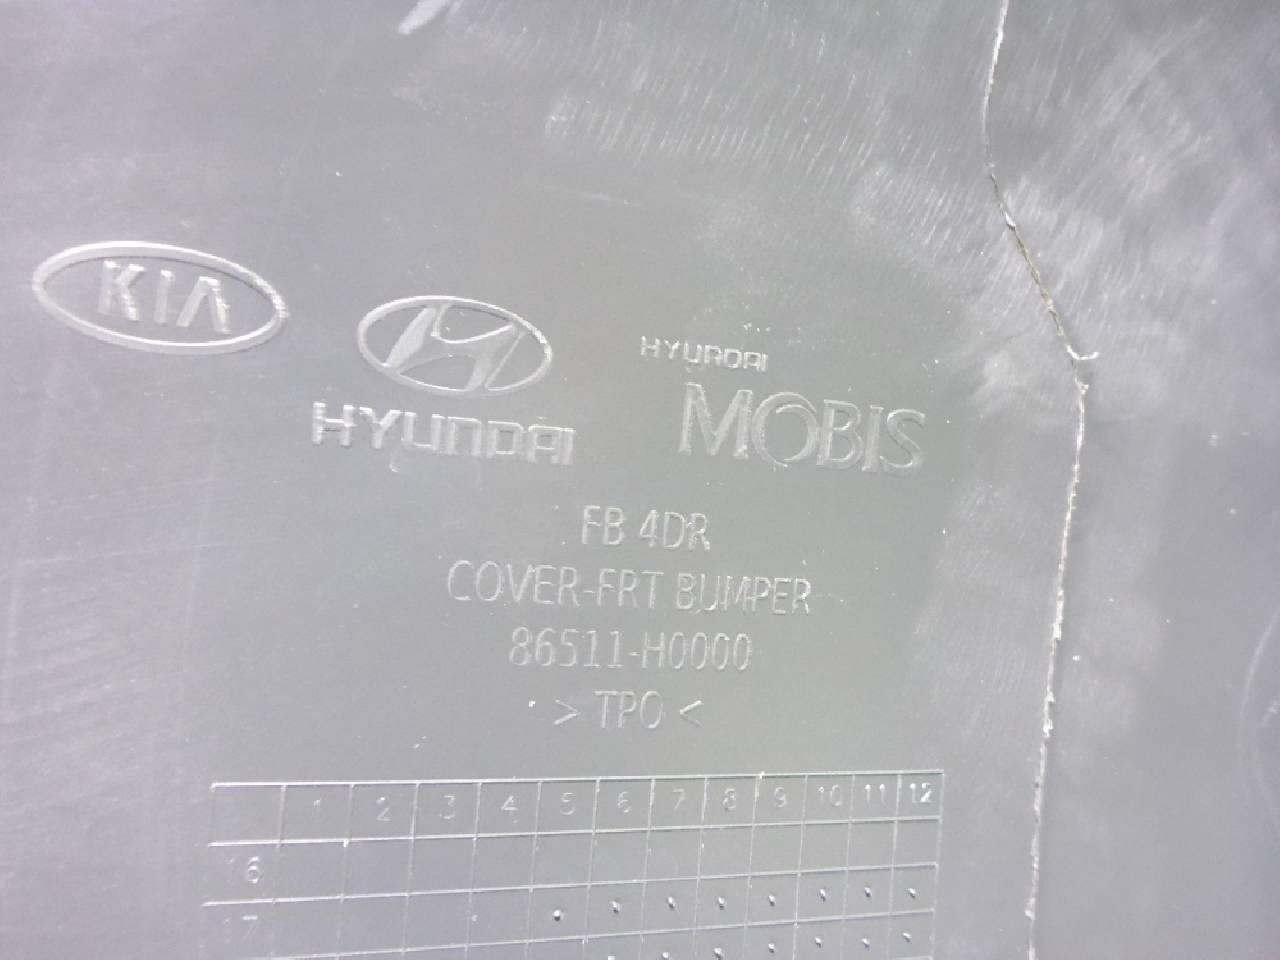 KIA
HYUNDAI
HYUNDAI
MOBIS
FB 4DR
COVER-FRT BUMPER
86511-H0000
> TPO <
1 2 3 4 5 6 7 8 9 10 11 12
16
17